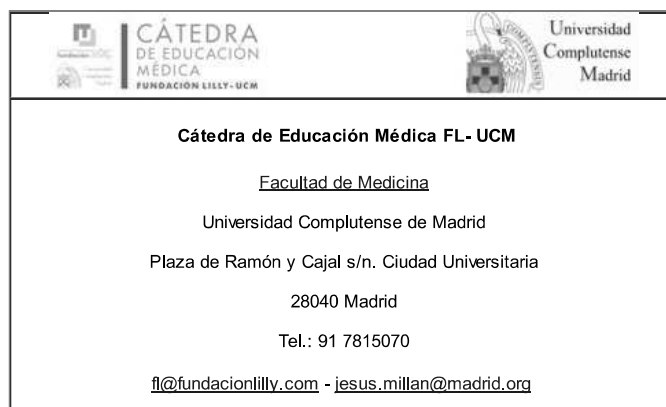 CÁTEDRA
DE EDUCACIÓN
MÉDICA
FUNDACIÓN LILLY-UCM
Universidad
Complutense
Madrid
Cátedra de Educación Médica FL- UCM
Facultad de Medicina
Universidad Complutense de Madrid
Plaza de Ramón y Cajal s/n. Ciudad Universitaria
28040 Madrid
Tel.: 91 7815070
fl@fundacionlilly.com - jesus.millan@madrid.org